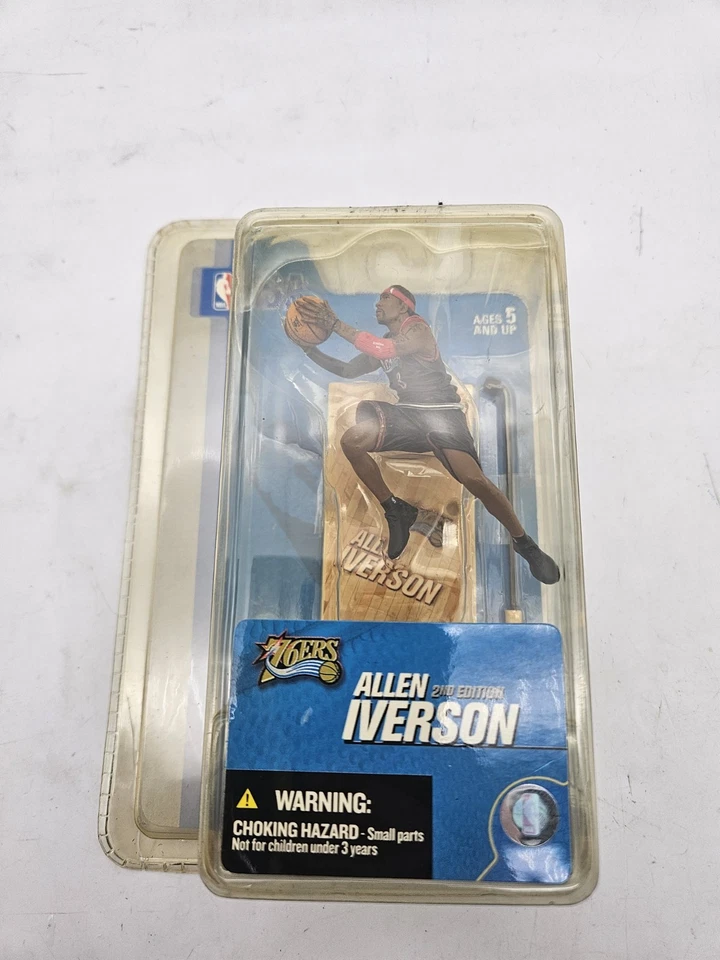 AGES 5
AND UP
ALLEN
IVERSON
76ERS
ALLEN 2ND EDITION
IVERSON
WARNING:
CHOKING HAZARD - Small parts
Not for children under 3 years